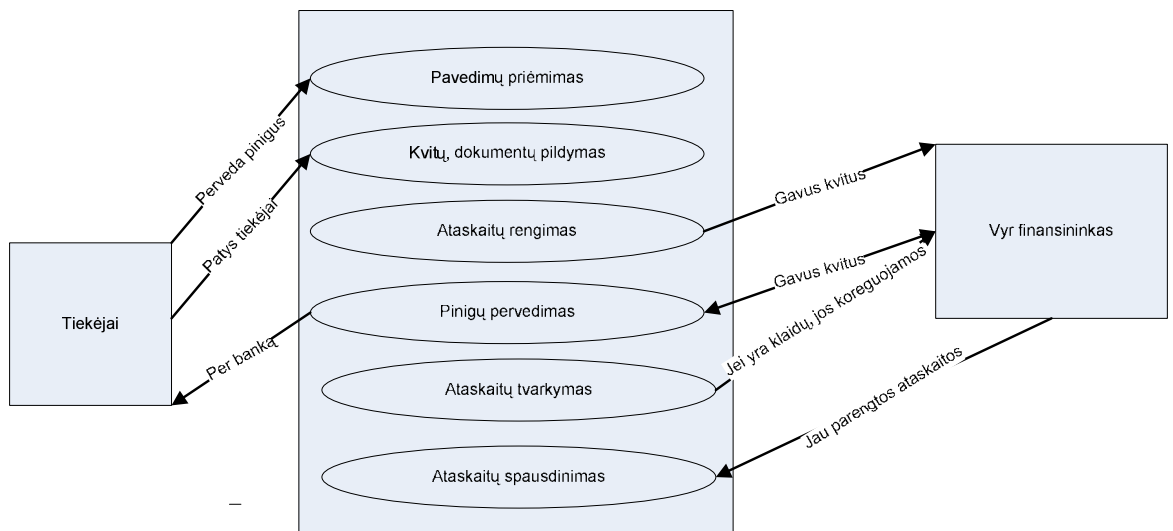 Pavedimų priėmimas
Perveda pinigus
Kvitų, dokumentų pildymas
Patys tiekėjai
Gavus kvitus
Ataskaitų rengimas
Vyr finansininkas
Gavus kvitus
Tiekėjai
Pinigų pervedimas
Per banką
Jei yra klaidų, jos koreguojamos
Ataskaitų tvarkymas
Jau parengtos ataskaitos
Ataskaitų spausdinimas